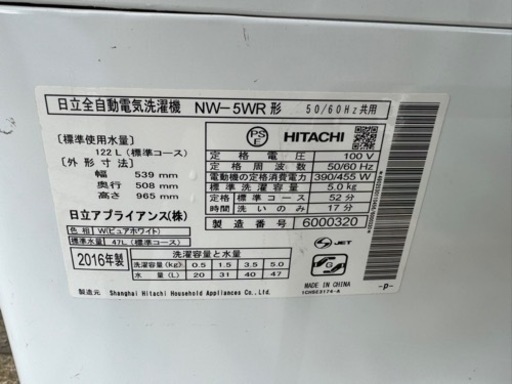 日立全自動電気洗濯機 NW-5WR 形 50/60Hz共用
[標準使用水量]
122L (標準コース)
[外形寸法]
幅 539 mm
奥行 508 mm
高さ 965 mm
日立アプライアンス(株)
PS E HITACHI
定格電圧 100 V
定格周波数 50/60 Hz
電動機の定格消費電力 390/455 W
標準洗濯容量 5.0kg
定格時間 標準コース 52分
洗いのみ 17分
製造番号 6000320
色 W(ピュアホワイト)
標準水量 47L (標準コース)
2016年製
洗濯容量と水量
洗濯容量(kg) 0.5 1.5 3.5 5.0
水量(L) 20 31 40 47
JET
G
MADE IN CHINA
製造元 Shanghai Hitachi Household Appliances Co., Ltd.
1CHSE3174-A
-p-